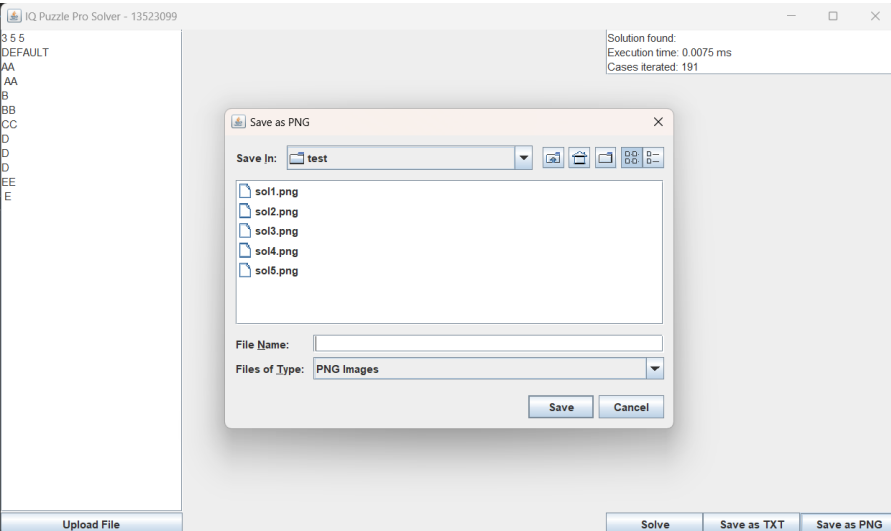 IQ Puzzle Pro Solver - 13523099
3 5 5
DEFAULT
AA
 AA
B
BB
CC
D
D
D
EE
 E
Solution found:
Execution time: 0.0075 ms
Cases iterated: 191
Save as PNG
Save In: test
sol1.png
sol2.png
sol3.png
sol4.png
sol5.png
File Name:
Files of Type: PNG Images
Save Cancel
Upload File Solve Save as TXT Save as PNG